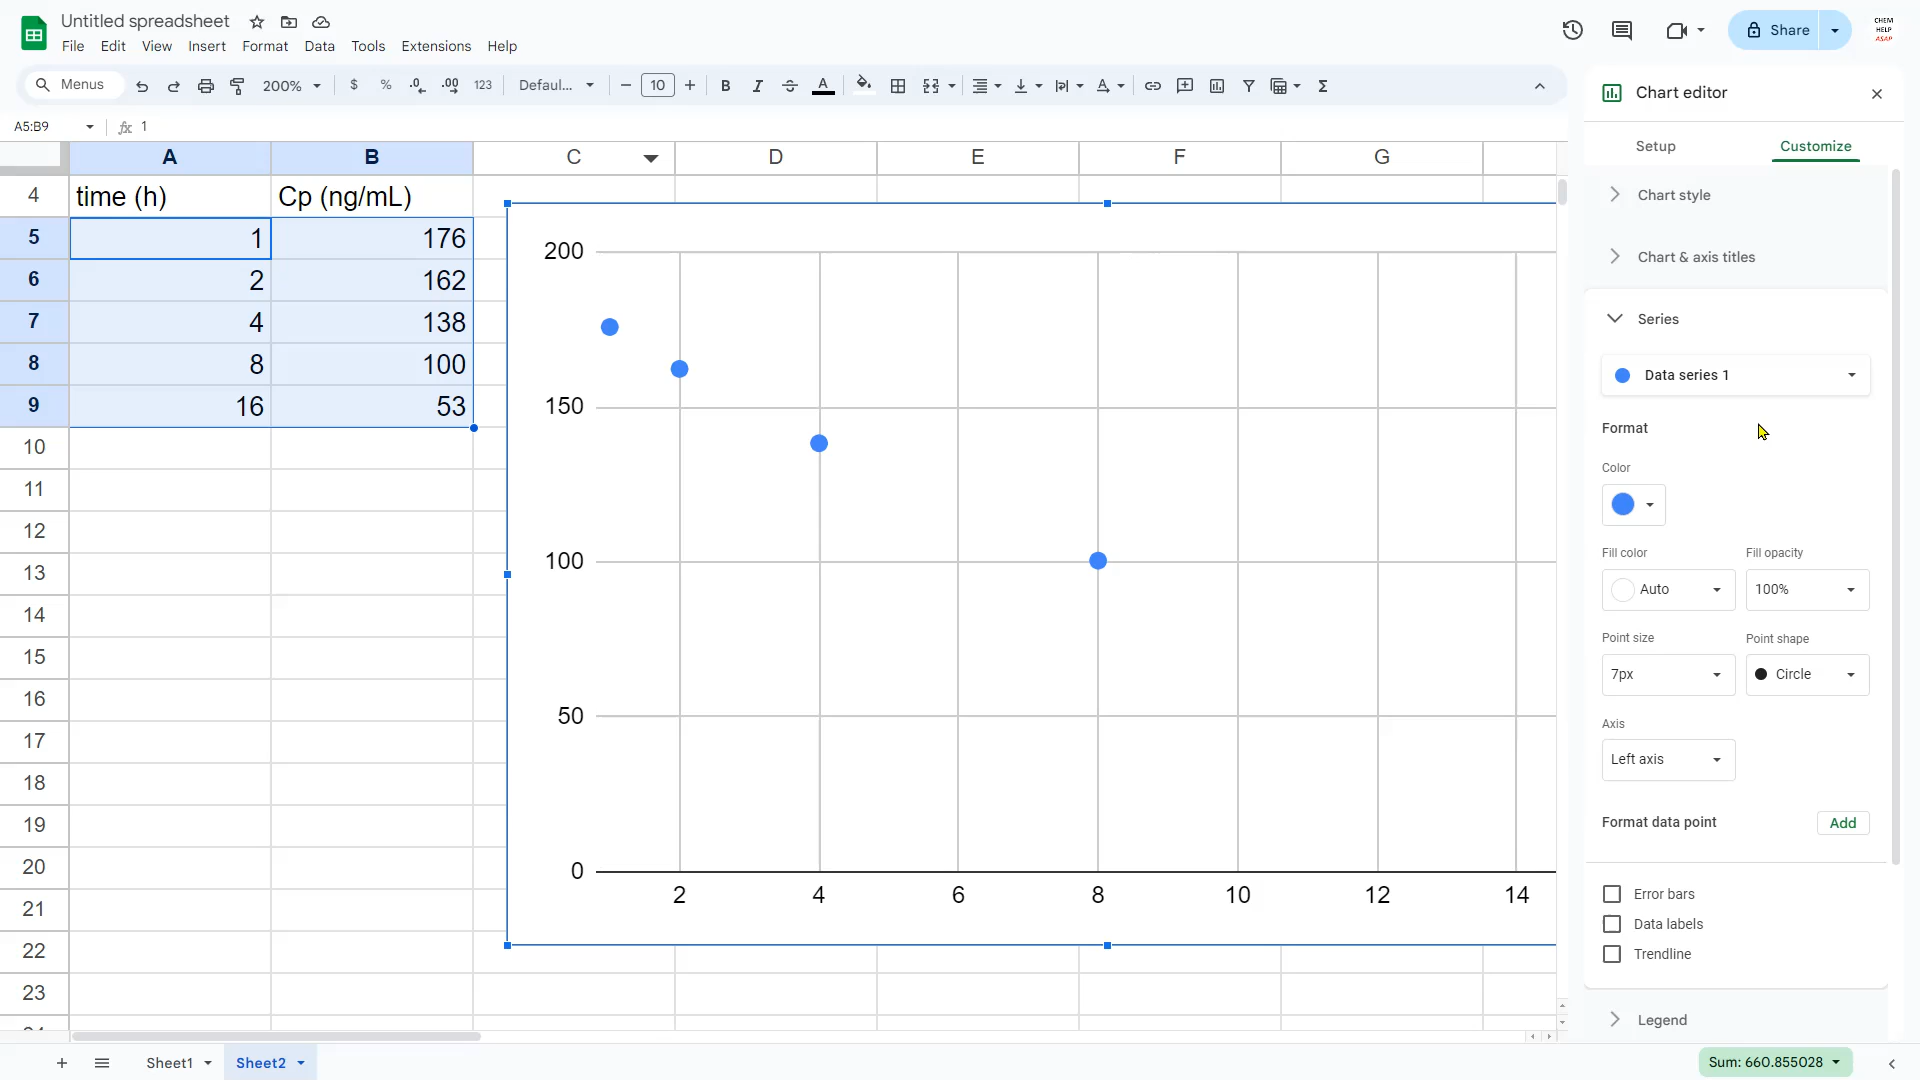 Untitled spreadsheet
File Edit View Insert Format Data Tools Extensions Help
Share
CHEM
HELP
ASAP
Menus 200% $ % .0 .00 123 Defaul... − 10 + B I A Σ
A5:B9 fx 1
A B C D E F G
4 time (h) Cp (ng/mL)
5 1 176
6 2 162
7 4 138
8 8 100
9 16 53
10
11
12
13
14
15
16
17
18
19
20
21
22
23
200
150
100
50
0
2 4 6 8 10 12 14
Chart editor
Setup Customize
Chart style
Chart & axis titles
Series
Data series 1
Format
Color
Fill color Fill opacity
Auto 100%
Point size Point shape
7px Circle
Axis
Left axis
Format data point Add
Error bars
Data labels
Trendline
Legend
Sheet1 Sheet2 Sum: 660.855028